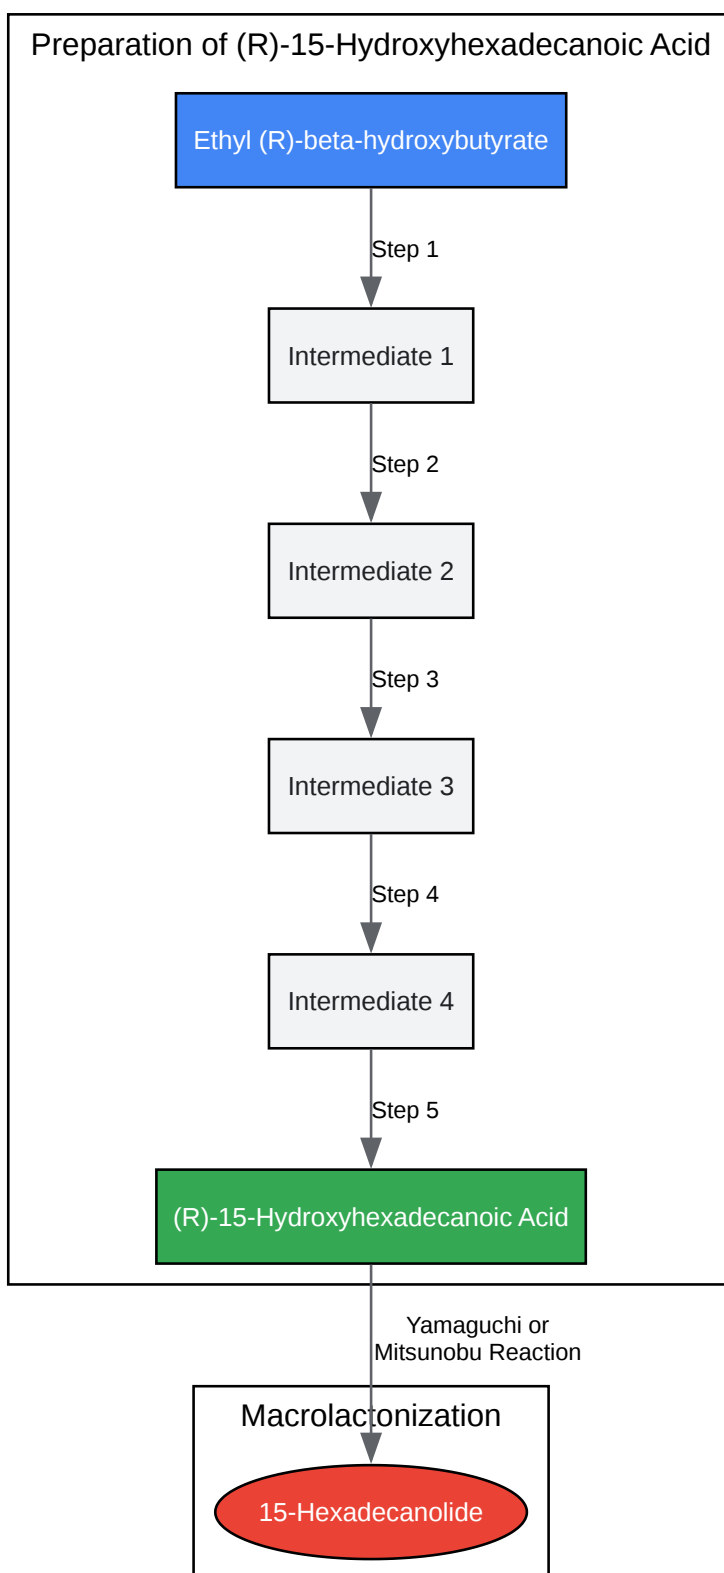 Preparation of (R)-15-Hydroxyhexadecanoic Acid
Ethyl (R)-beta-hydroxybutyrate
Step 1
Intermediate 1
Step 2
Intermediate 2
Step 3
Intermediate 3
Step 4
Intermediate 4
Step 5
(R)-15-Hydroxyhexadecanoic Acid
Yamaguchi or
Mitsunobu Reaction
Macrolactonization
15-Hexadecanolide